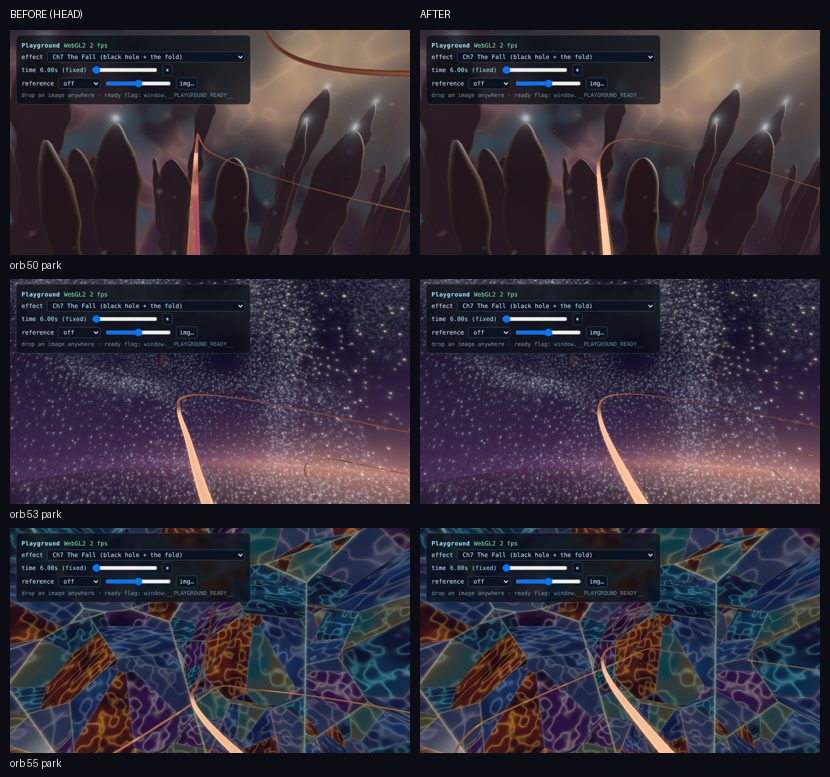 BEFORE (HEAD)
AFTER
Playground WebGL2 2 fps
effect Ch7 The Fall (black hole + the fold)
time 6.00s (fixed)
reference off img…
drop an image anywhere · ready flag: window.__PLAYGROUND_READY__
Playground WebGL2 2 fps
effect Ch7 The Fall (black hole + the fold)
time 6.00s (fixed)
reference off img…
drop an image anywhere · ready flag: window.__PLAYGROUND_READY__
orb 50 park
Playground WebGL2 2 fps
effect Ch7 The Fall (black hole + the fold)
time 6.00s (fixed)
reference off img…
drop an image anywhere · ready flag: window.__PLAYGROUND_READY__
Playground WebGL2 2 fps
effect Ch7 The Fall (black hole + the fold)
time 6.00s (fixed)
reference off img…
drop an image anywhere · ready flag: window.__PLAYGROUND_READY__
orb 53 park
Playground WebGL2 2 fps
effect Ch7 The Fall (black hole + the fold)
time 6.00s (fixed)
reference off img…
drop an image anywhere · ready flag: window.__PLAYGROUND_READY__
Playground WebGL2 2 fps
effect Ch7 The Fall (black hole + the fold)
time 6.00s (fixed)
reference off img…
drop an image anywhere · ready flag: window.__PLAYGROUND_READY__
orb 55 park